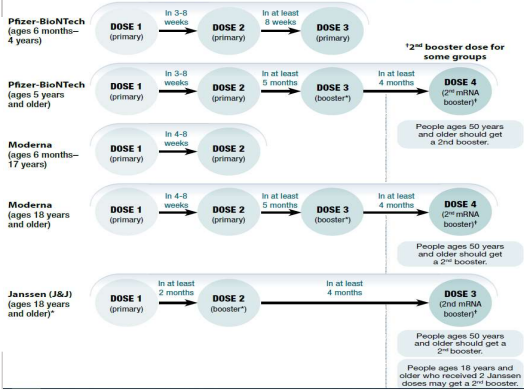 Pfizer-BioNTech
(ages 6 months–
4 years)
DOSE 1
(primary)
In 3-8
weeks
DOSE 2
(primary)
In at least
8 weeks
DOSE 3
(primary)
†2nd booster dose for
some groups
Pfizer-BioNTech
(ages 5 years
and older)
DOSE 1
(primary)
In 3-8
weeks
DOSE 2
(primary)
In at least
5 months
DOSE 3
(booster*)
In at least
4 months
DOSE 4
(2nd mRNA
booster)†
People ages 50 years
and older should get
a 2nd booster.
Moderna
(ages 6 months–
17 years)
DOSE 1
(primary)
In 4-8
weeks
DOSE 2
(primary)
Moderna
(ages 18 years
and older)
DOSE 1
(primary)
In 4-8
weeks
DOSE 2
(primary)
In at least
5 months
DOSE 3
(booster*)
In at least
4 months
DOSE 4
(2nd mRNA
booster)†
People ages 50 years
and older should get
a 2nd booster.
Janssen (J&J)
(ages 18 years
and older)*
DOSE 1
(primary)
In at least
2 months
DOSE 2
(booster*)
In at least
4 months
DOSE 3
(2nd mRNA
booster)†
People ages 50 years
and older should get a
2nd booster.
People ages 18 years and
older who received 2 Janssen
doses may get a 2nd booster.